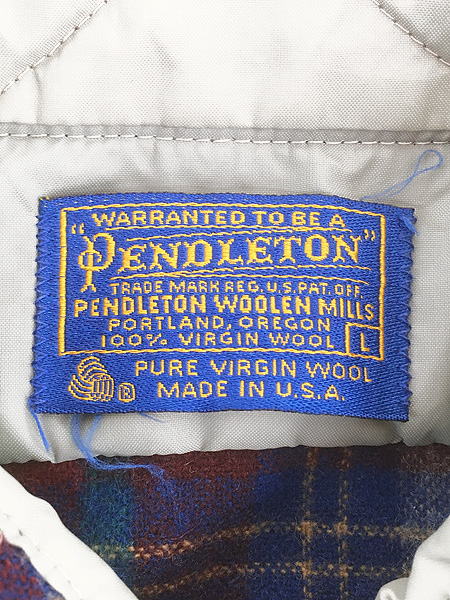 WARRANTED TO BE A
"PENDLETON"
TRADE MARK REG. U.S. PAT. OFF.
PENDLETON WOOLEN MILLS
PORTLAND, OREGON
100% VIRGIN WOOL L
® PURE VIRGIN WOOL
MADE IN U.S.A.